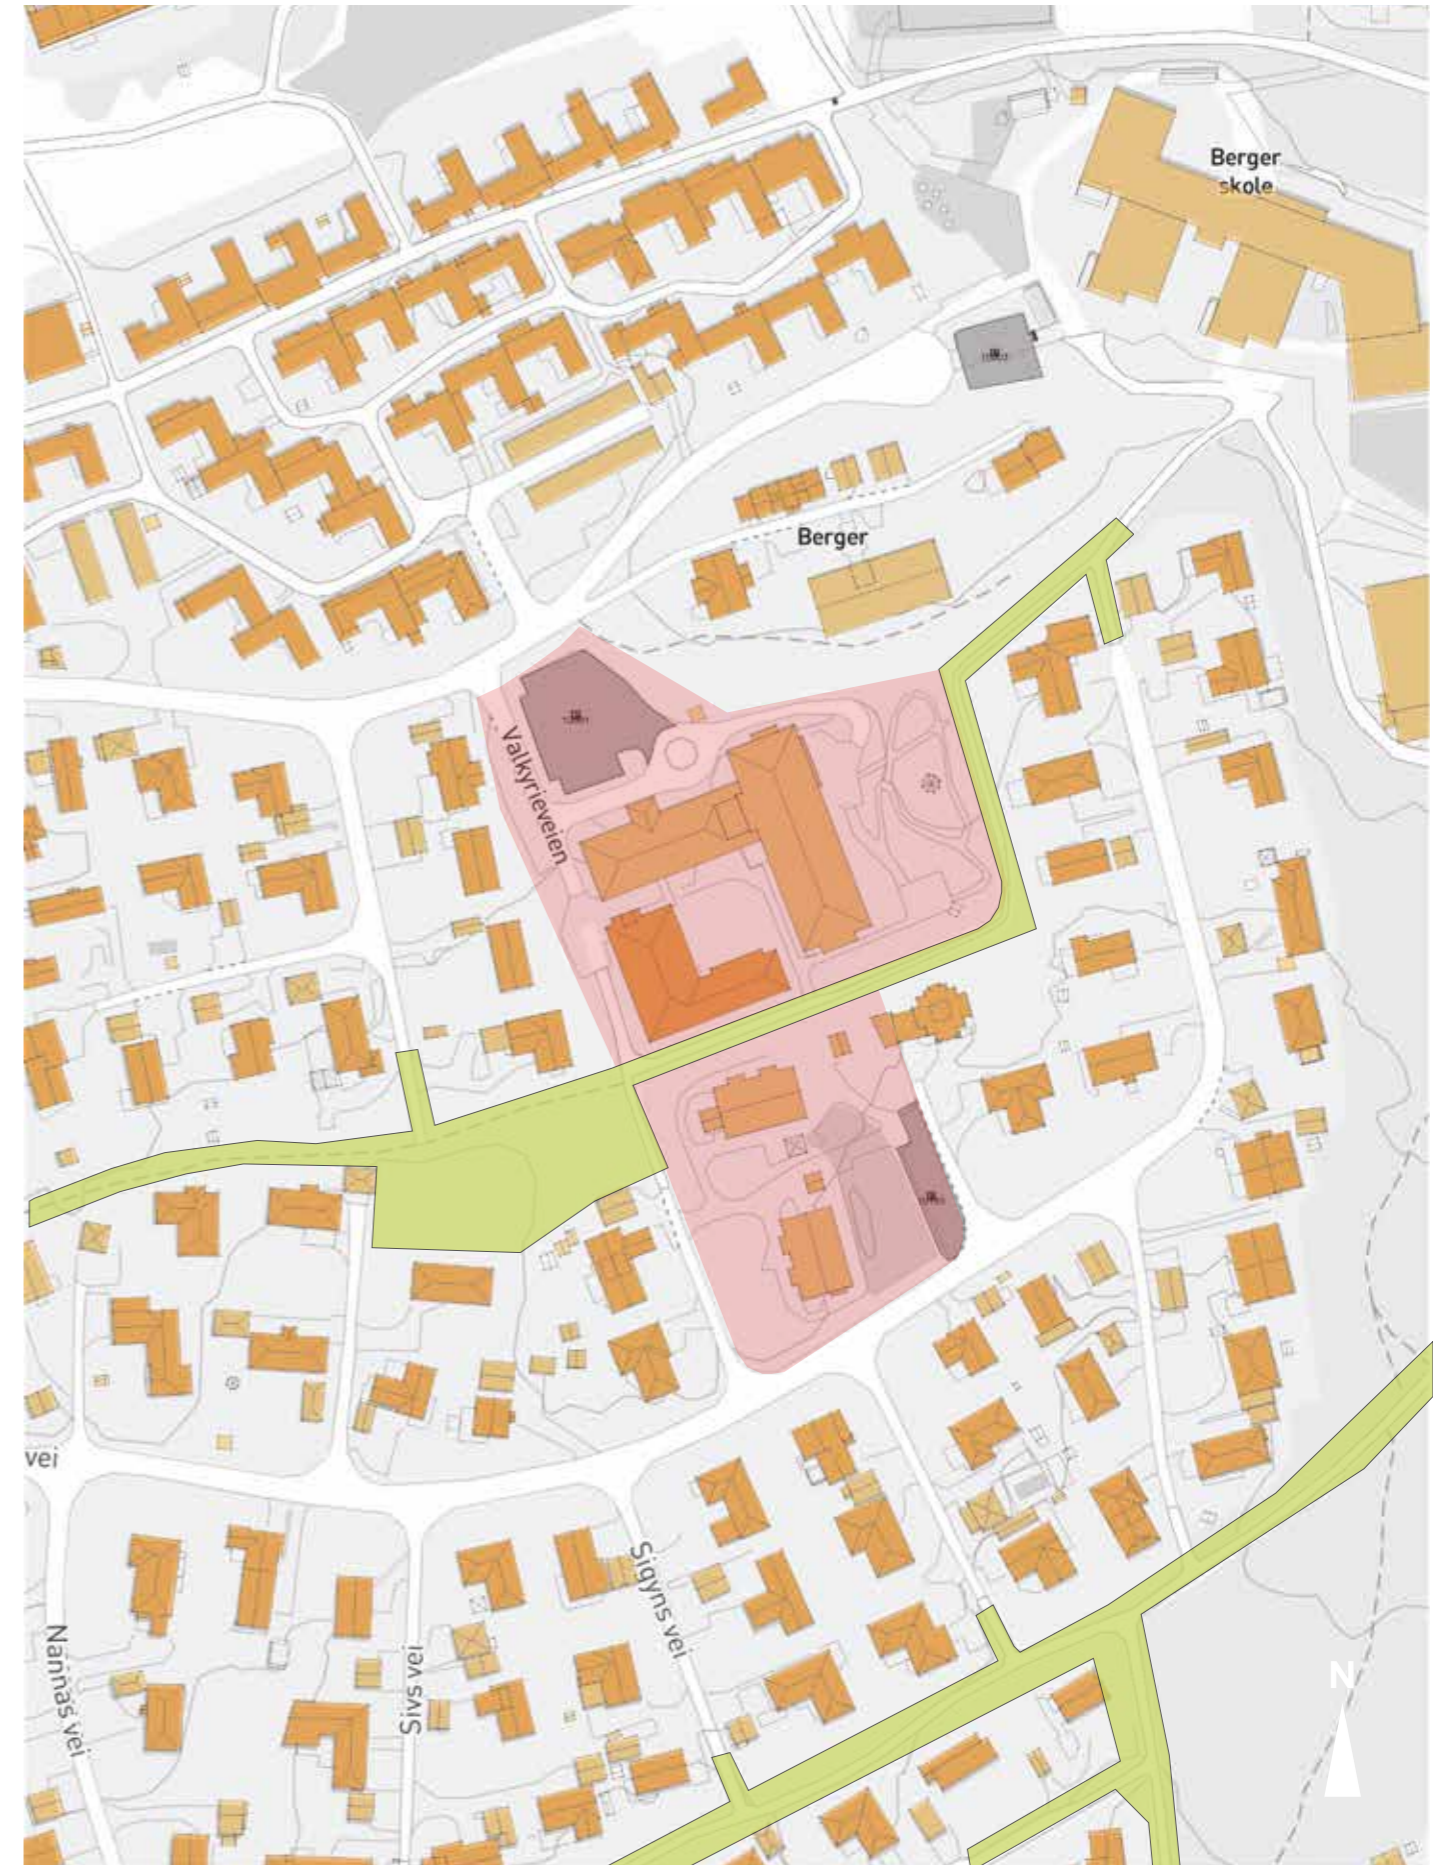 Berger
skole
Berger
Valkyrieveien
vei
Sigyns vei
Nannas vei
Sivs vei
N